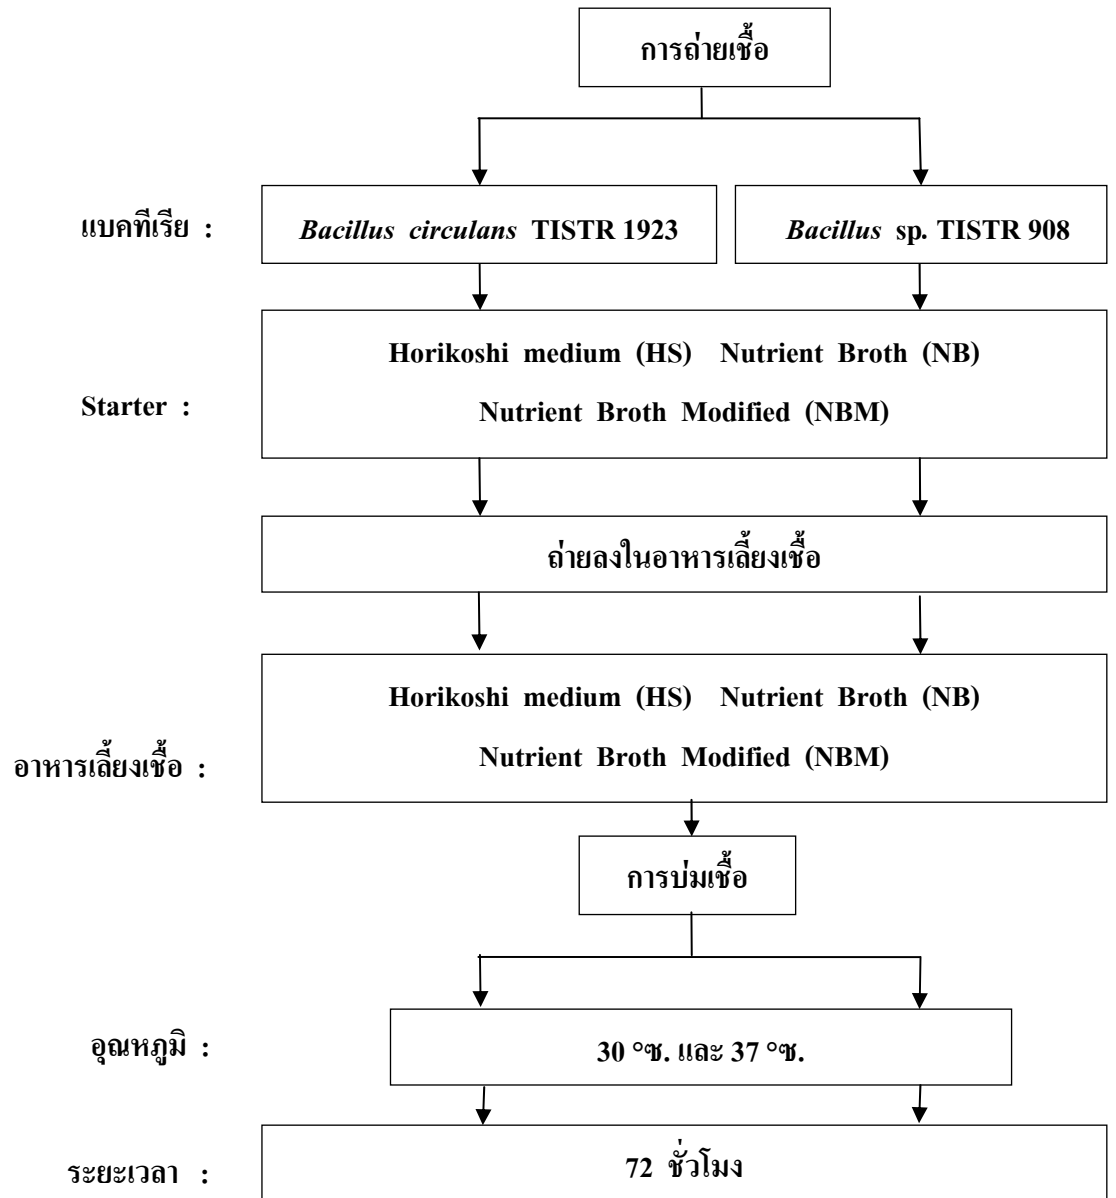 การถ่ายเชื้อ
แบคทีเรีย : Bacillus circulans TISTR 1923 Bacillus sp. TISTR 908
Horikoshi medium (HS) Nutrient Broth (NB)
Starter : Nutrient Broth Modified (NBM)
ถ่ายลงในอาหารเลี้ยงเชื้อ
Horikoshi medium (HS) Nutrient Broth (NB)
อาหารเลี้ยงเชื้อ : Nutrient Broth Modified (NBM)
การบ่มเชื้อ
อุณหภูมิ : 30 °ซ. และ 37 °ซ.
ระยะเวลา : 72 ชั่วโมง